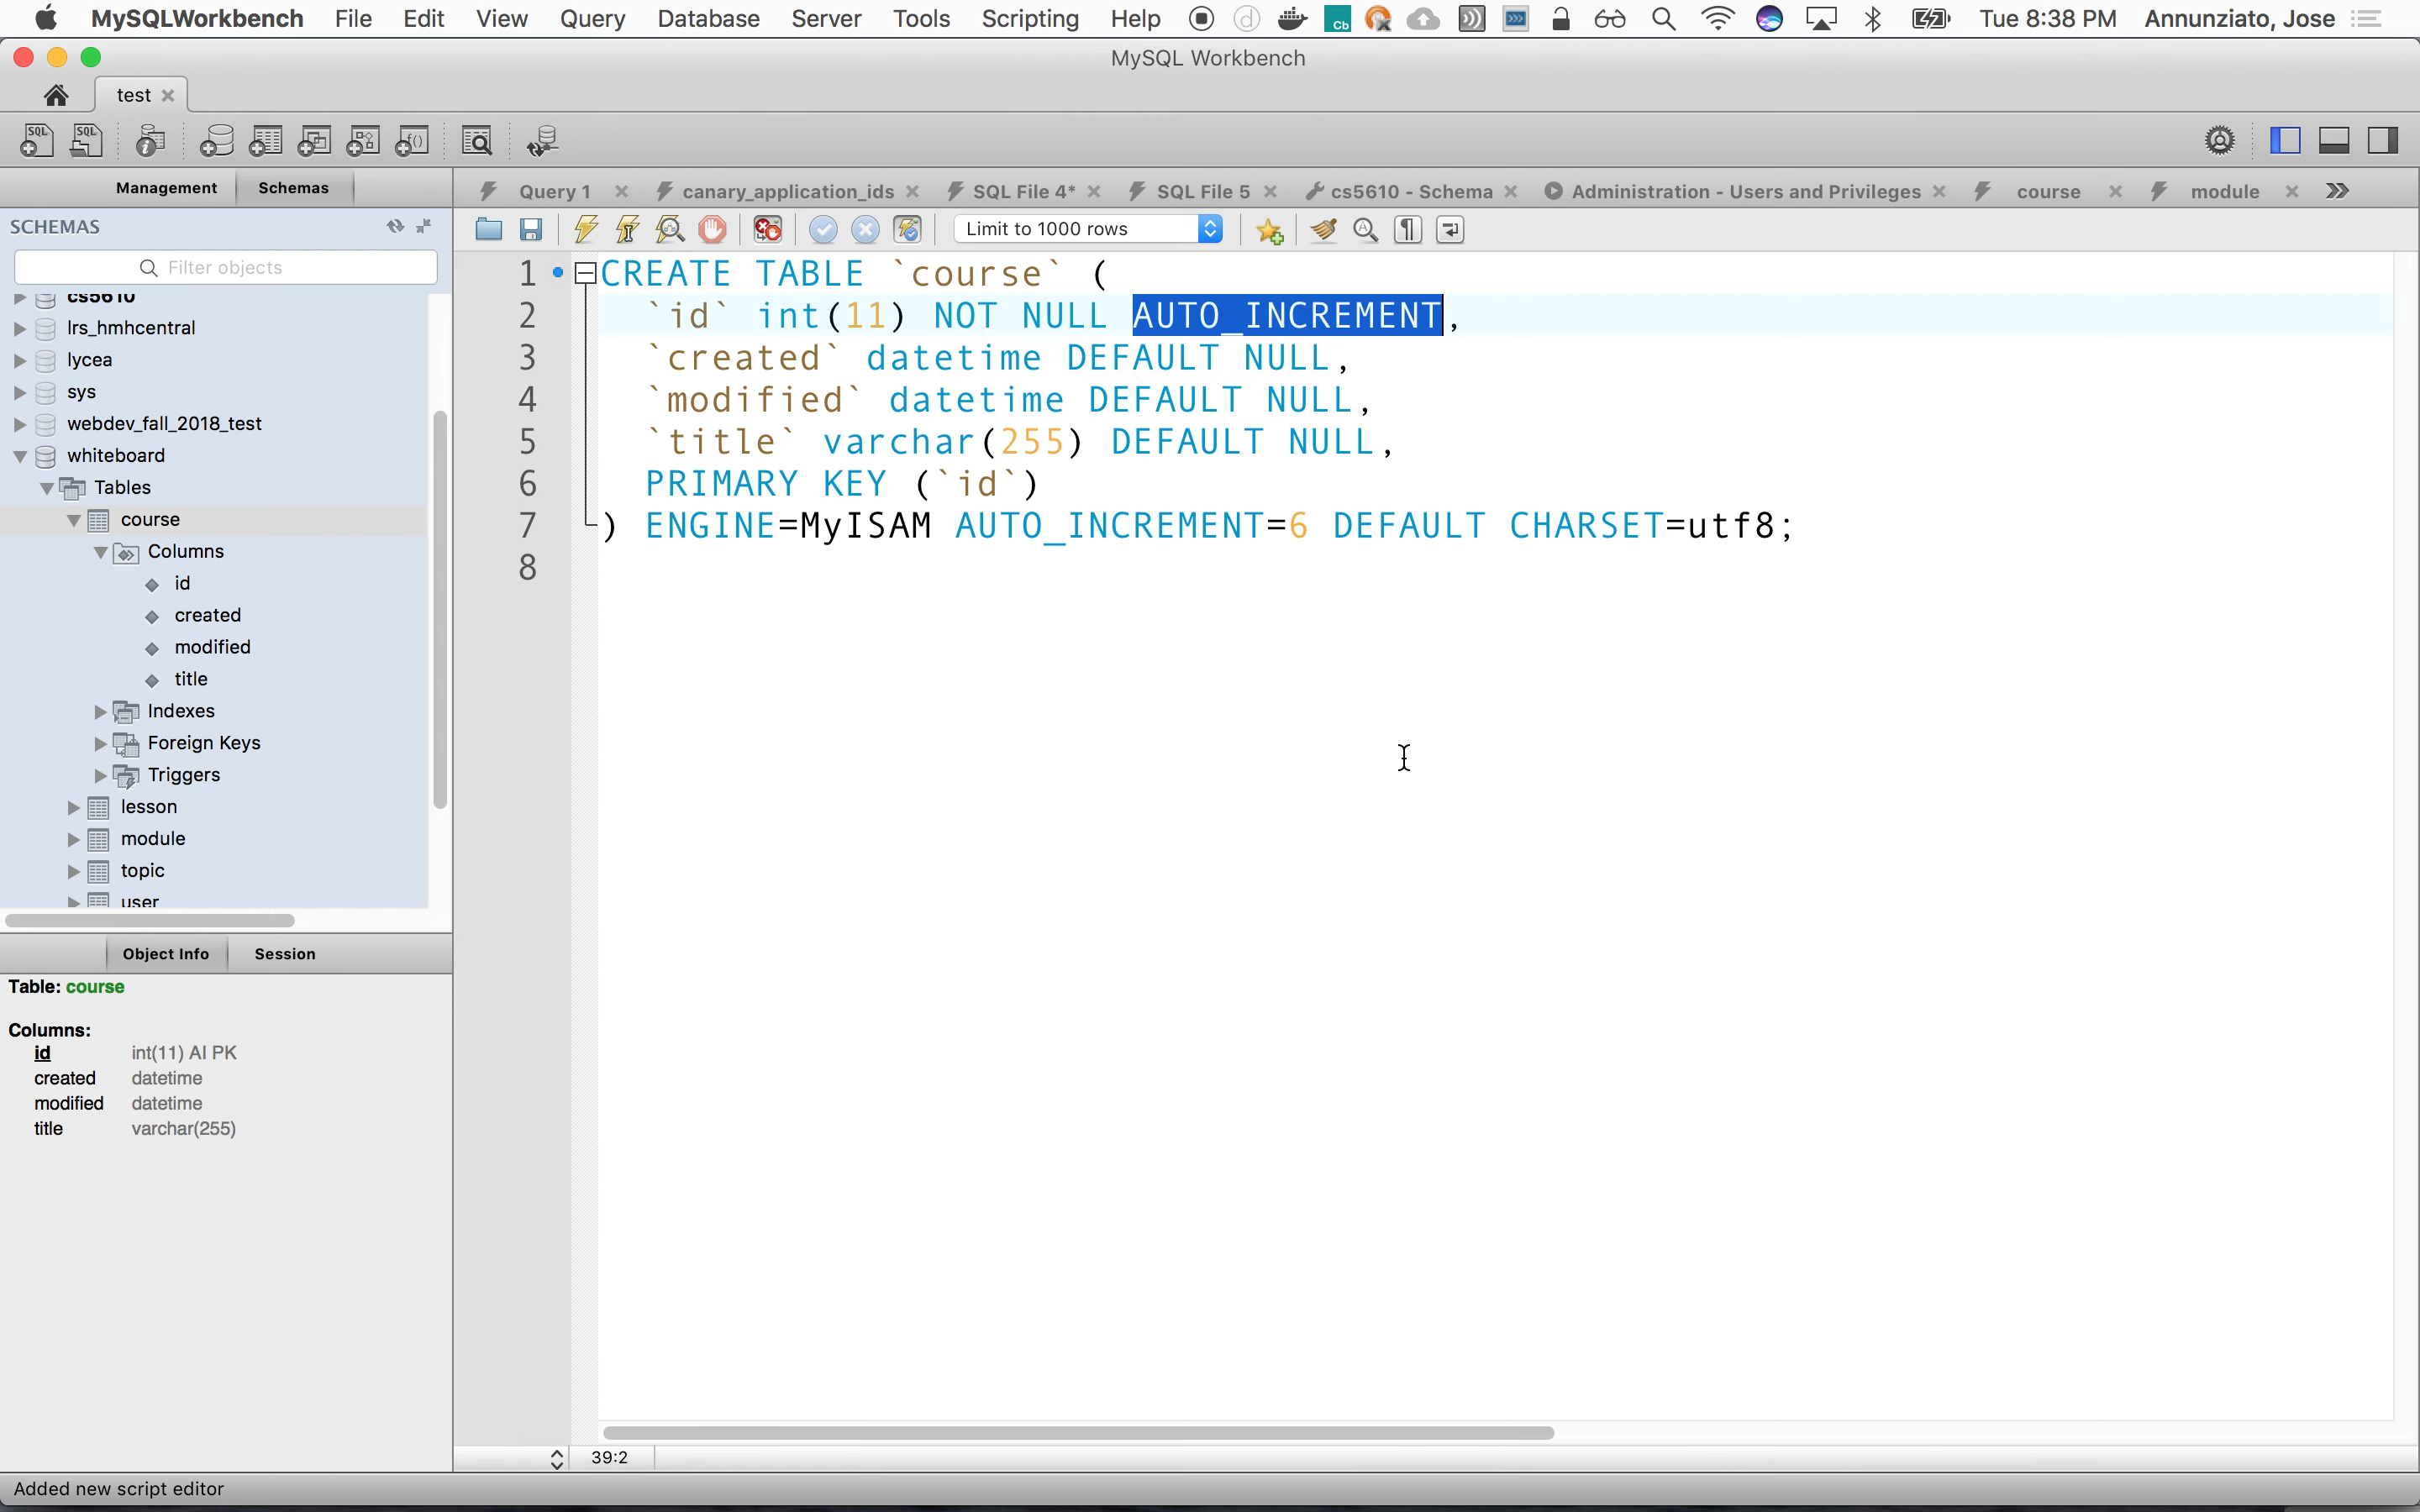 MySQLWorkbench File Edit View Query Database Server Tools Scripting Help Cb Tue 8:38 PM Annunziato, Jose
MySQL Workbench
test
SQL SQL
Management Schemas
Query 1 canary_application_ids SQL File 4* SQL File 5 cs5610 - Schema Administration - Users and Privileges course module
SCHEMAS
Limit to 1000 rows
Filter objects
cs5610
lrs_hmhcentral
lycea
sys
webdev_fall_2018_test
whiteboard
Tables
course
Columns
id
created
modified
title
Indexes
Foreign Keys
Triggers
lesson
module
topic
user
1 CREATE TABLE `course` (
2 `id` int(11) NOT NULL AUTO_INCREMENT,
3 `created` datetime DEFAULT NULL,
4 `modified` datetime DEFAULT NULL,
5 `title` varchar(255) DEFAULT NULL,
6 PRIMARY KEY (`id`)
7 ) ENGINE=MyISAM AUTO_INCREMENT=6 DEFAULT CHARSET=utf8;
8
Object Info Session
Table: course
Columns:
id int(11) AI PK
created datetime
modified datetime
title varchar(255)
39:2
Added new script editor